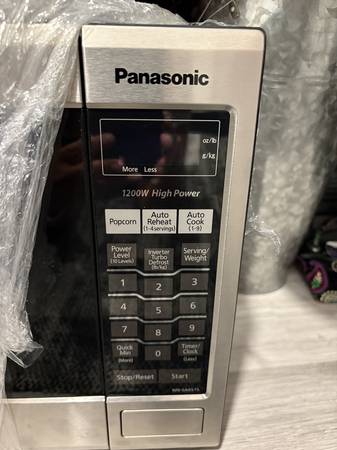 Panasonic
oz/lb
g/kg
More Less
1200W High Power
Popcorn
Auto
Reheat
(1-4 servings)
Auto
Cook
(1-9)
Power
Level
(10 Levels)
Inverter
Turbo
Defrost
(lb/kg)
Serving/
Weight
1
2
3
4
5
6
7
8
9
Quick
Min
(More)
0
Timer/
Clock
(Less)
Stop/Reset
Start